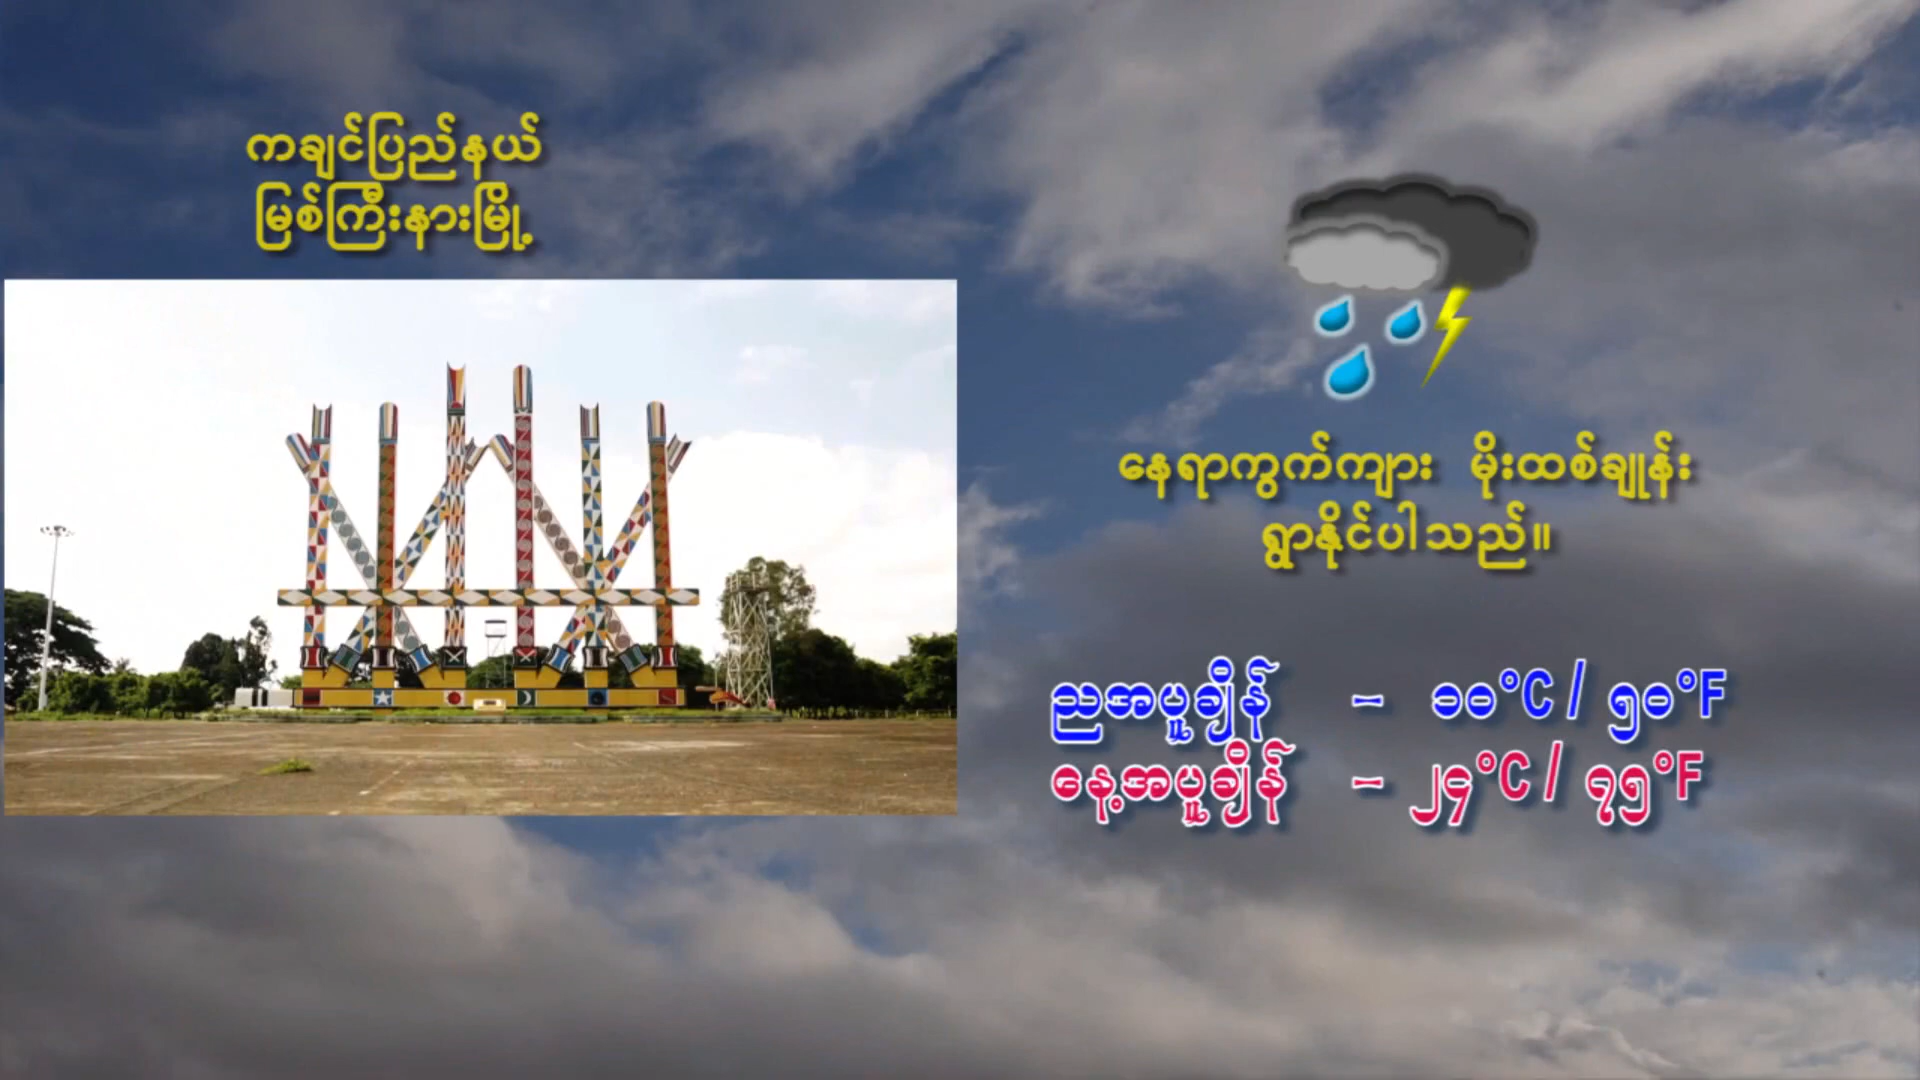 ကချင်ပြည်နယ်
မြစ်ကြီးနားမြို့
နေရာကွက်ကျား မိုးထစ်ချုန်း
ရွာနိုင်ပါသည်။
ညအပူချိန် - ၁၀°C / ၅၀°F
နေ့အပူချိန် - ၂၄°C / ၇၅°F